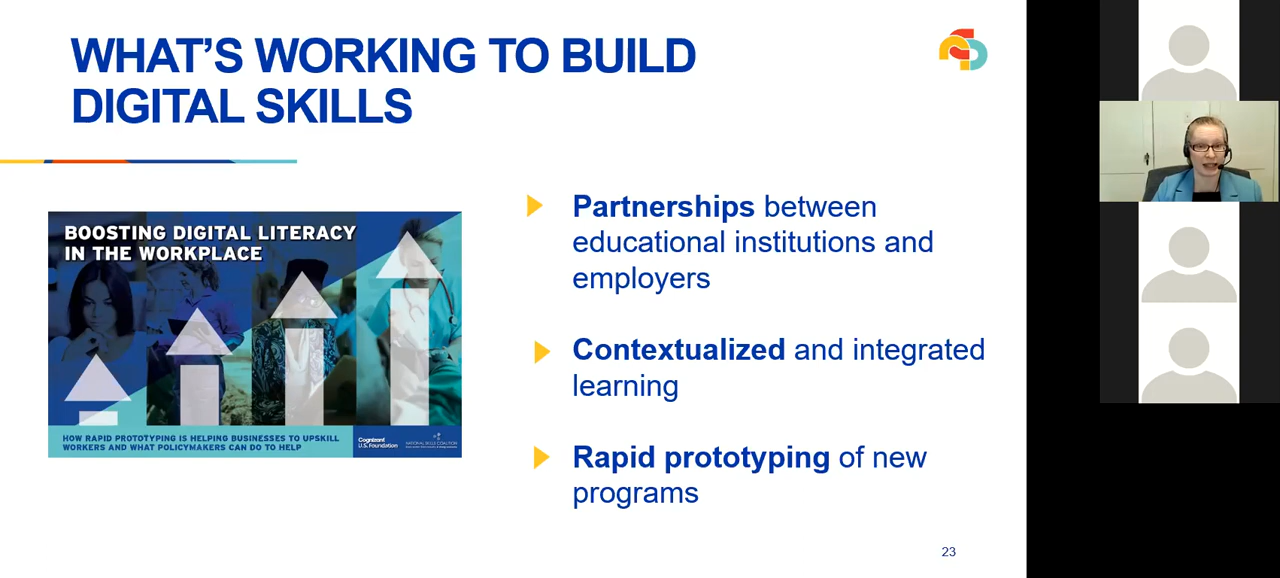 WHAT'S WORKING TO BUILD
DIGITAL SKILLS
BOOSTING DIGITAL LITERACY
IN THE WORKPLACE
HOW RAPID PROTOTYPING IS HELPING BUSINESSES TO UPSKILL
WORKERS AND WHAT POLICYMAKERS CAN DO TO HELP
Cognizant
U.S. Foundation
NATIONAL SKILLS COALITION
Partnerships between
educational institutions and
employers
Contextualized and integrated
learning
Rapid prototyping of new
programs
23